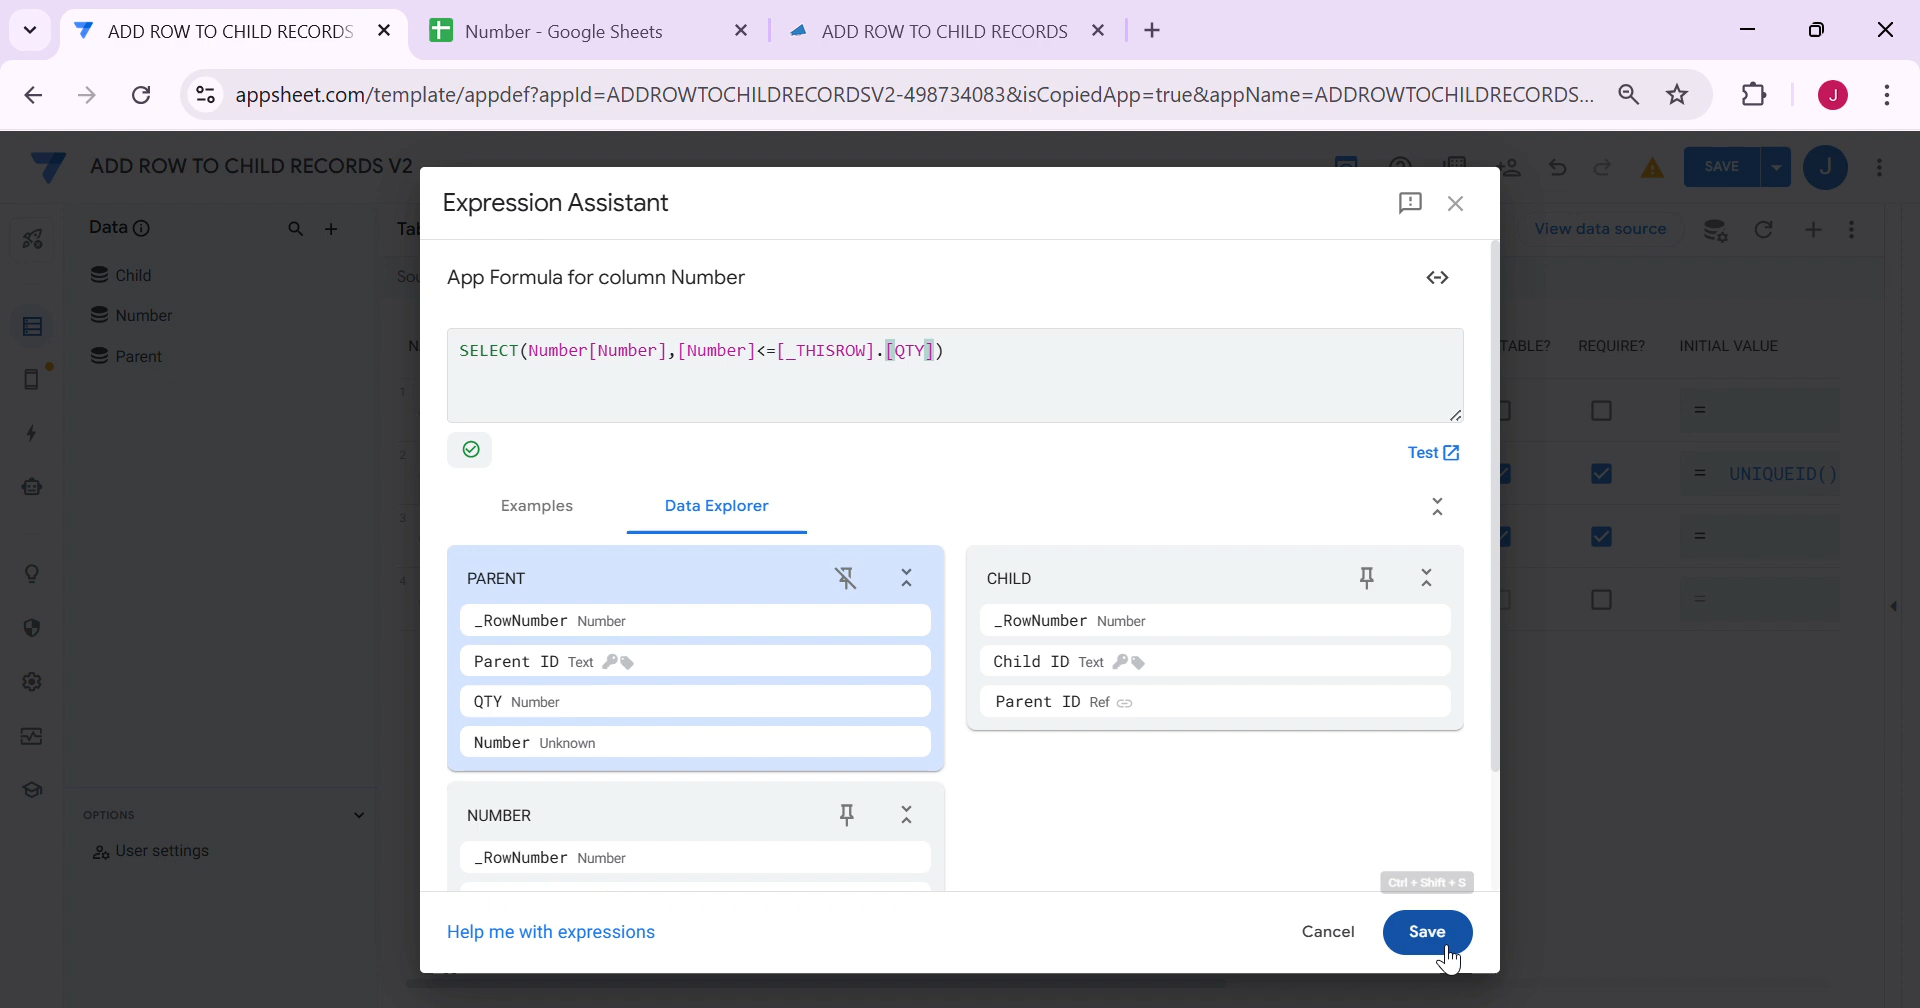 ADD ROW TO CHILD RECORDS
Number - Google Sheets
ADD ROW TO CHILD RECORDS
appsheet.com/template/appdef?appId=ADDROWTOCHILDRECORDSV2-498734083&isCopiedApp=true&appName=ADDROWTOCHILDRECORDS...
J
ADD ROW TO CHILD RECORDS V2
SAVE
J
Data
View data source
Child
Number
Parent
TABLE?
REQUIRE?
INITIAL VALUE
1
=
2
= UNIQUEID()
3
=
4
=
OPTIONS
User settings
Expression Assistant
App Formula for column Number
SELECT(Number[Number],[Number]<=[_THISROW].[QTY])
Test
Examples
Data Explorer
PARENT
_RowNumber Number
Parent ID Text
QTY Number
Number Unknown
CHILD
_RowNumber Number
Child ID Text
Parent ID Ref
NUMBER
_RowNumber Number
Ctrl + Shift + S
Help me with expressions
Cancel
Save